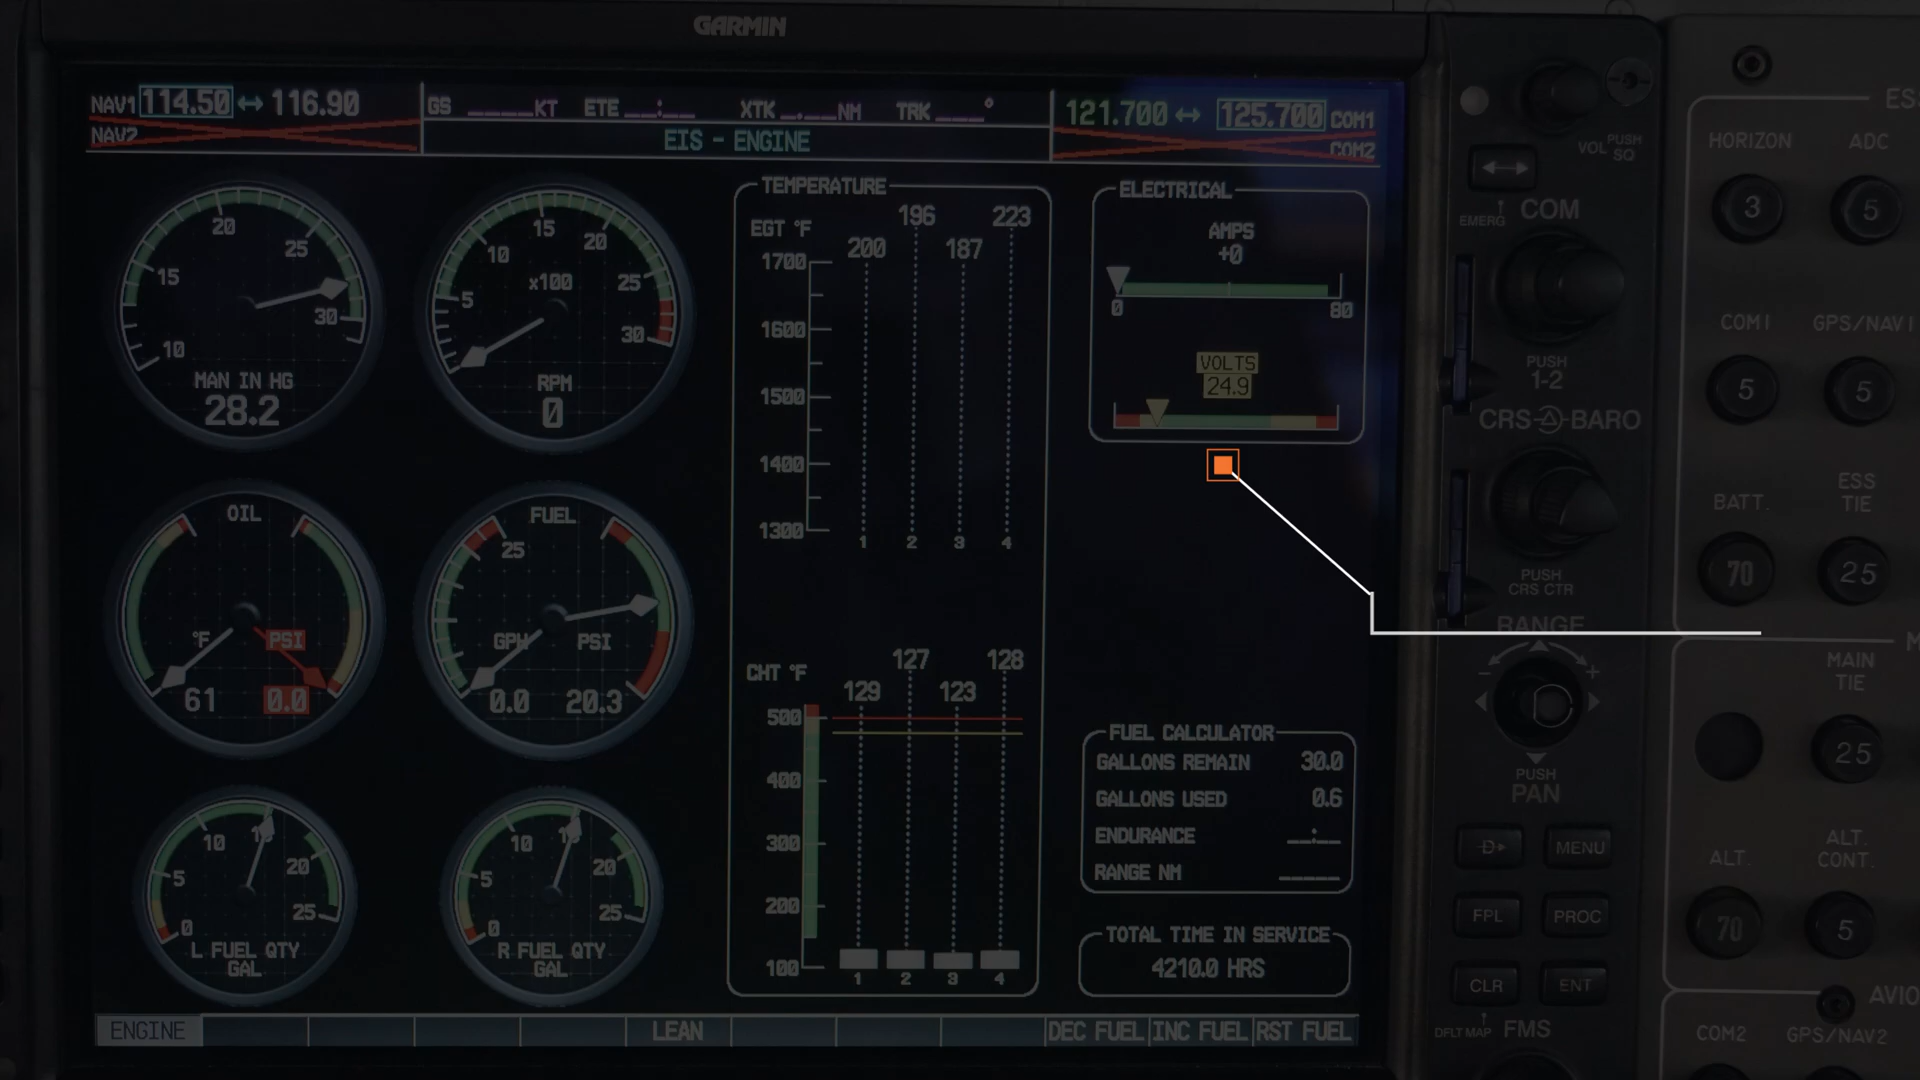 GARMIN
NAV1 114.50 ↔ 116.90
NAV2
GS ____KT ETE __:__ XTK _.__NM TRK ___°
EIS - ENGINE
121.700 ↔ 125.700 COM1
COM2
20
25
15
30
10
MAN IN HG
28.2
15
10
20
x100
5
25
30
RPM
0
OIL
°F
PSI
61
0.0
FUEL
25
GPH
PSI
0.0
20.3
10
20
5
25
0
L FUEL QTY
GAL
10
20
5
25
0
R FUEL QTY
GAL
TEMPERATURE
EGT °F
200 196 187 223
1700
1600
1500
1400
1300
1 2 3 4
CHT °F
129 127 123 128
500
400
300
200
100
1 2 3 4
ELECTRICAL
AMPS
+0
0 80
VOLTS
24.9
FUEL CALCULATOR
GALLONS REMAIN 30.0
GALLONS USED 0.6
ENDURANCE __:__
RANGE NM _____
TOTAL TIME IN SERVICE
4210.0 HRS
ENGINE
LEAN
DEC FUEL
INC FUEL
RST FUEL
VOL PUSH
SQ
EMERG
COM
PUSH
1-2
CRS BARO
PUSH
CRS CTR
RANGE
- +
PUSH
PAN
D
MENU
FPL
PROC
CLR
ENT
DFLT MAP
FMS
HORIZON
ADC
3
5
COM1
GPS/NAV1
5
5
BATT.
ESS
TIE
70
25
MAIN
TIE
25
ALT.
ALT.
CONT.
70
5
COM2
GPS/NAV2